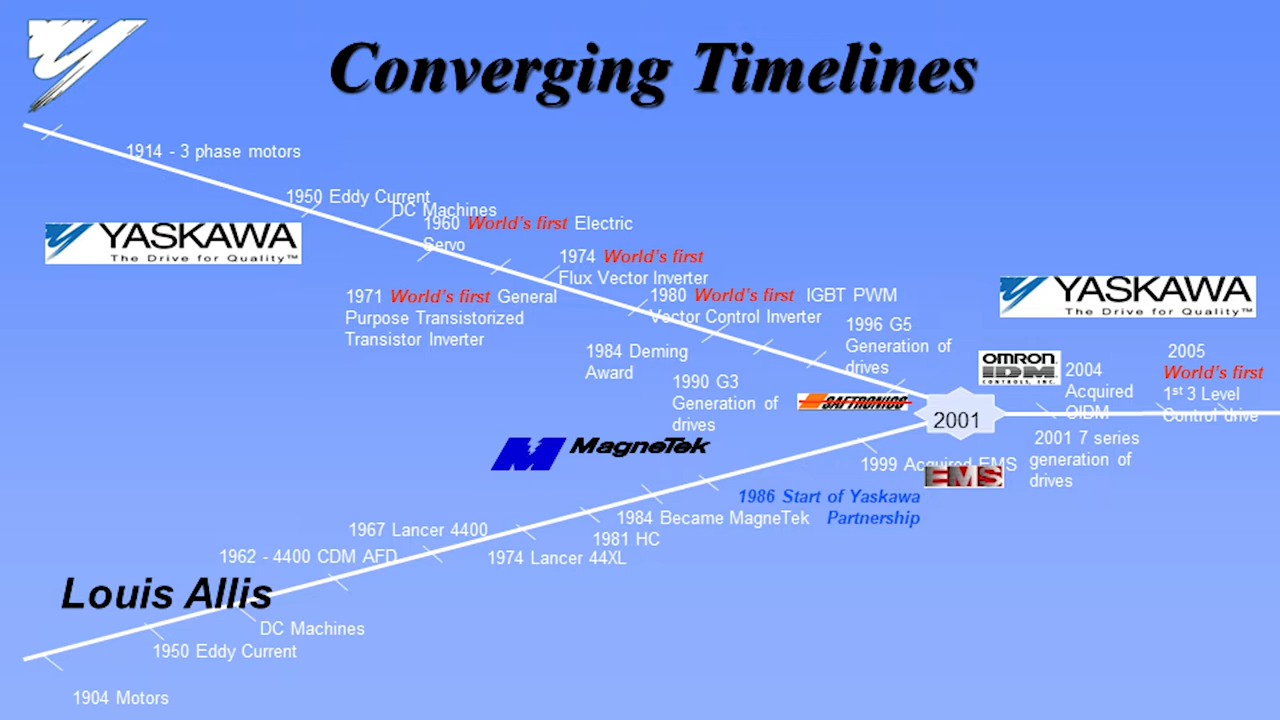 Converging Timelines
1914 - 3 phase motors
1950 Eddy Current
DC Machines
1960 World's first Electric
Servo
YASKAWA
The Drive for Quality™
1974 World's first
Flux Vector Inverter
1971 World's first General
Purpose Transistorized
Transistor Inverter
1980 World's first IGBT PWM
Vector Control Inverter
1984 Deming
Award
1996 G5
Generation of
drives
1990 G3
Generation of
drives
SAFTRONICS
YASKAWA
The Drive for Quality™
OMRON
IDM
CONTROLS, INC.
2004
Acquired
OIDM
2005
World's first
1st 3 Level
Control drive
2001
2001 7 series
generation of
drives
1999 Acquired EMS
EMS
MagneTek
1986 Start of Yaskawa
Partnership
1984 Became MagneTek
1981 HC
1967 Lancer 4400
1974 Lancer 44XL
1962 - 4400 CDM AFD
Louis Allis
DC Machines
1950 Eddy Current
1904 Motors